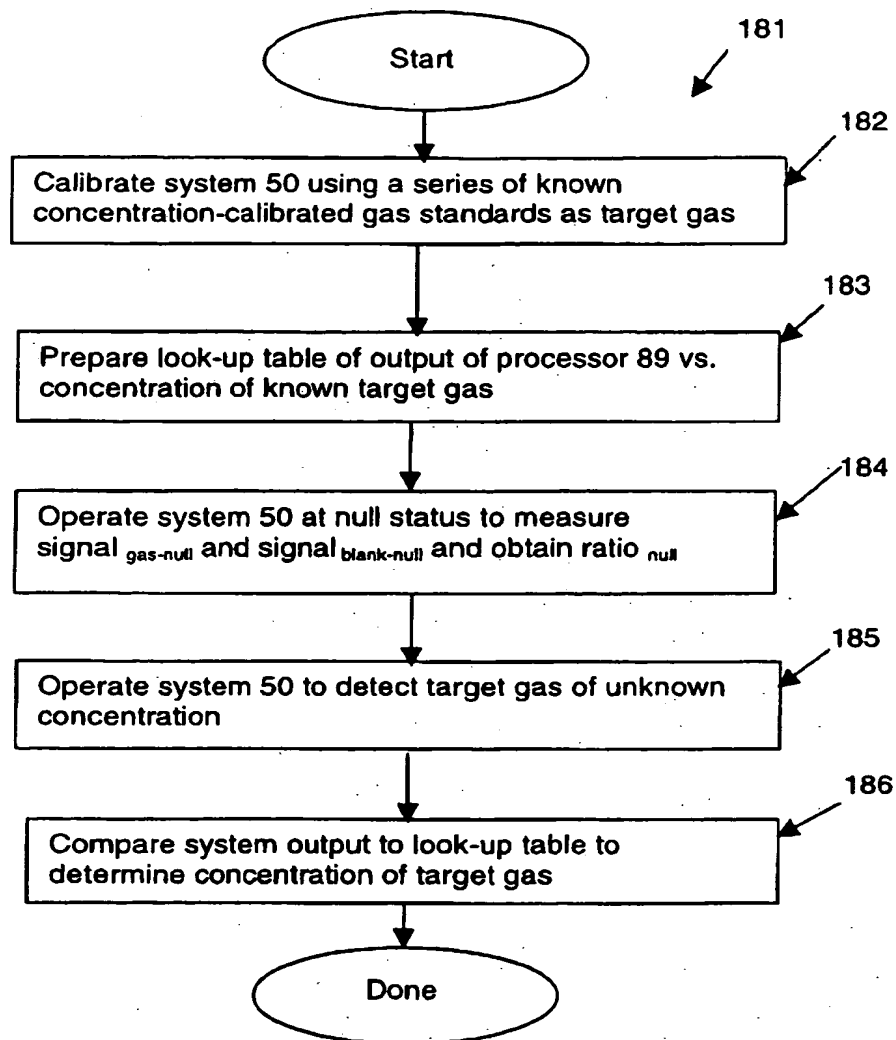 Start
181
182
Calibrate system 50 using a series of known
concentration-calibrated gas standards as target gas
183
Prepare look-up table of output of processor 89 vs.
concentration of known target gas
184
Operate system 50 at null status to measure
signal gas-null and signal blank-null and obtain ratio null
185
Operate system 50 to detect target gas of unknown
concentration
186
Compare system output to look-up table to
determine concentration of target gas
Done